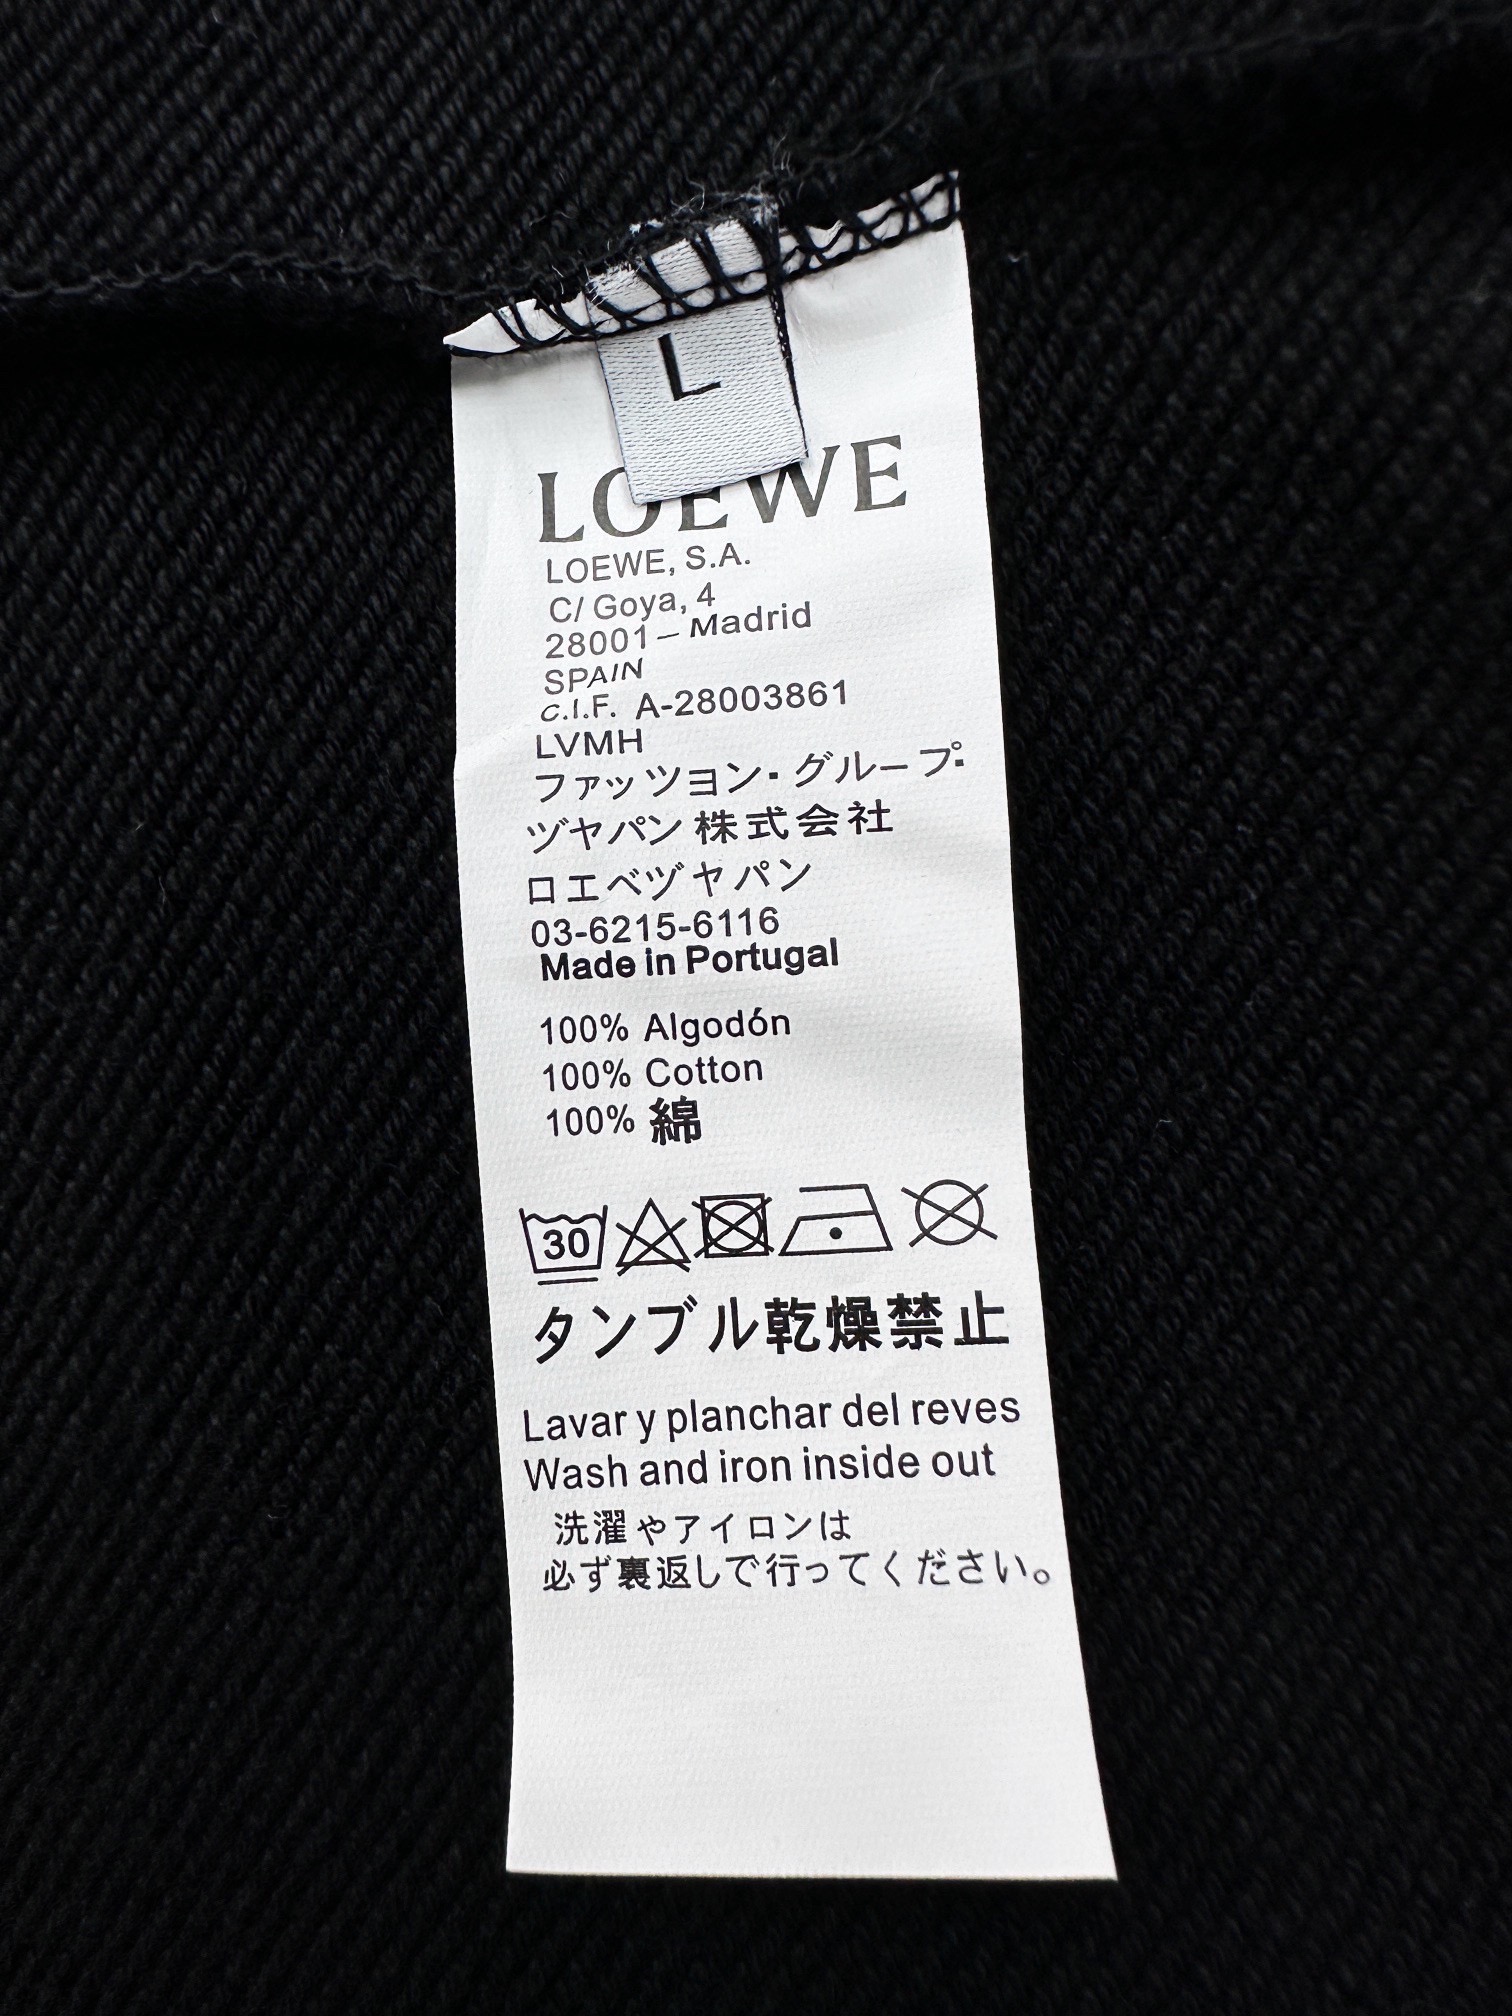 L
LOEWE
LOEWE, S.A.
C/ Goya, 4
28001 – Madrid
SPAIN
C.I.F. A-28003861
LVMH
ファッツョン・グループ・
ヅャパン 株式会社
ロエベヅャパン
03-6215-6116
Made in Portugal
100% Algodón
100% Cotton
100% 綿
30
タンブル乾燥禁止
Lavar y planchar del reves
Wash and iron inside out
洗濯やアイロンは
必ず裏返しで行ってください。